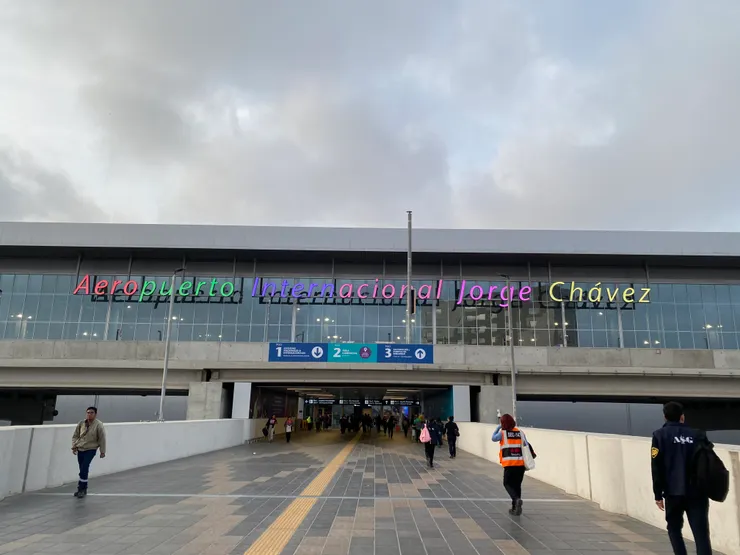 Aeropuerto Internacional Jorge Chávez
1 2 3
ASG